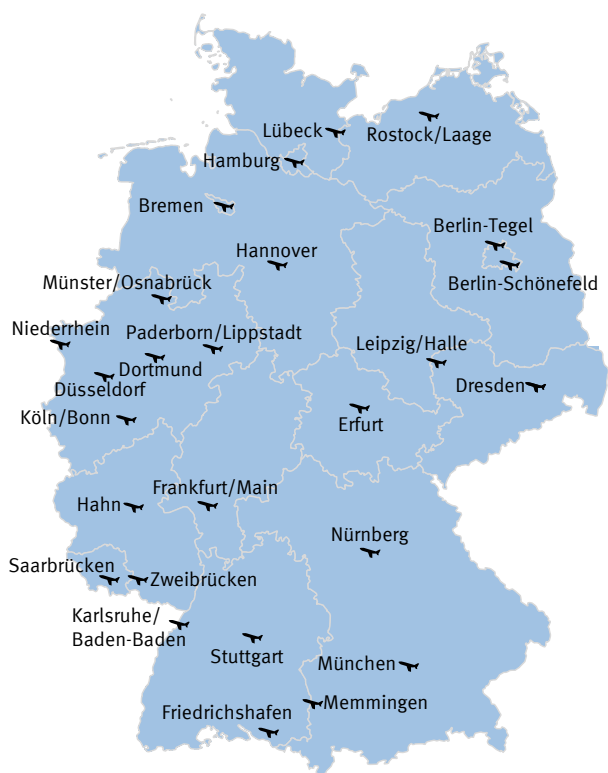 Lübeck
Rostock/Laage
Hamburg
Bremen
Berlin-Tegel
Hannover
Berlin-Schönefeld
Münster/Osnabrück
Niederrhein
Paderborn/Lippstadt
Leipzig/Halle
Dortmund
Düsseldorf
Dresden
Köln/Bonn
Erfurt
Frankfurt/Main
Hahn
Nürnberg
Saarbrücken
Zweibrücken
Karlsruhe/
Baden-Baden
Stuttgart
München
Memmingen
Friedrichshafen